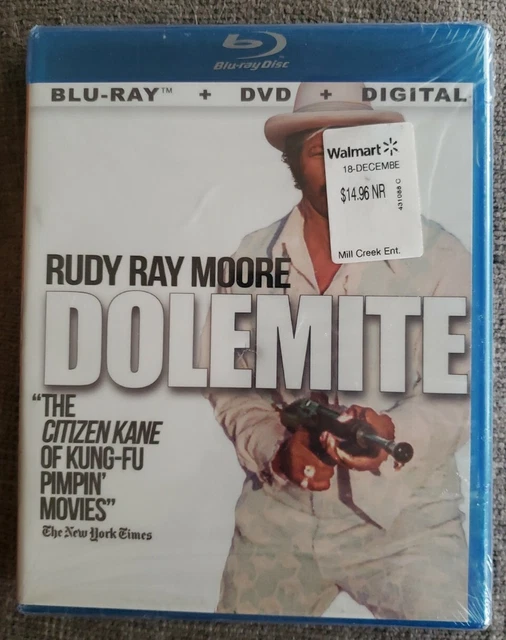 Blu-ray Disc
BLU-RAY™ + DVD + DIGITAL
Walmart
18-DECEMBE
$14.96 NR
431088 C
Mill Creek Ent.
RUDY RAY MOORE
DOLEMITE
“THE
CITIZEN KANE
OF KUNG-FU
PIMPIN’
MOVIES”
The New York Times